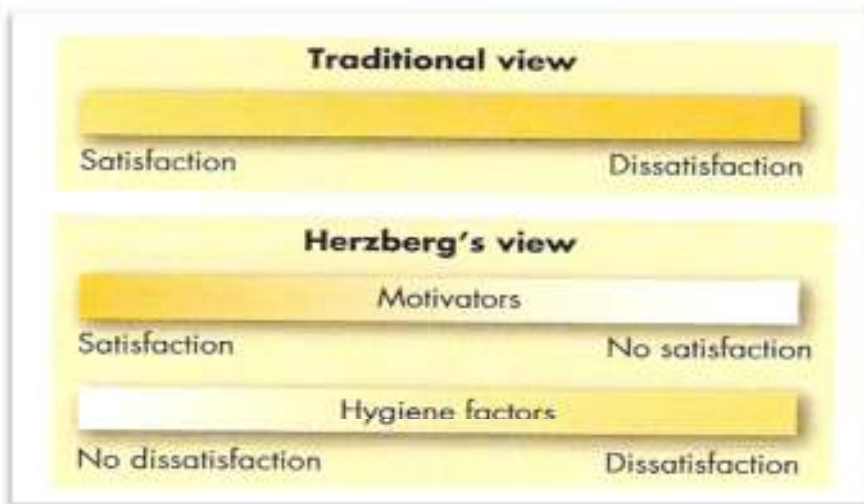 Traditional view
Satisfaction Dissatisfaction
Herzberg's view
Motivators
Satisfaction No satisfaction
Hygiene factors
No dissatisfaction Dissatisfaction